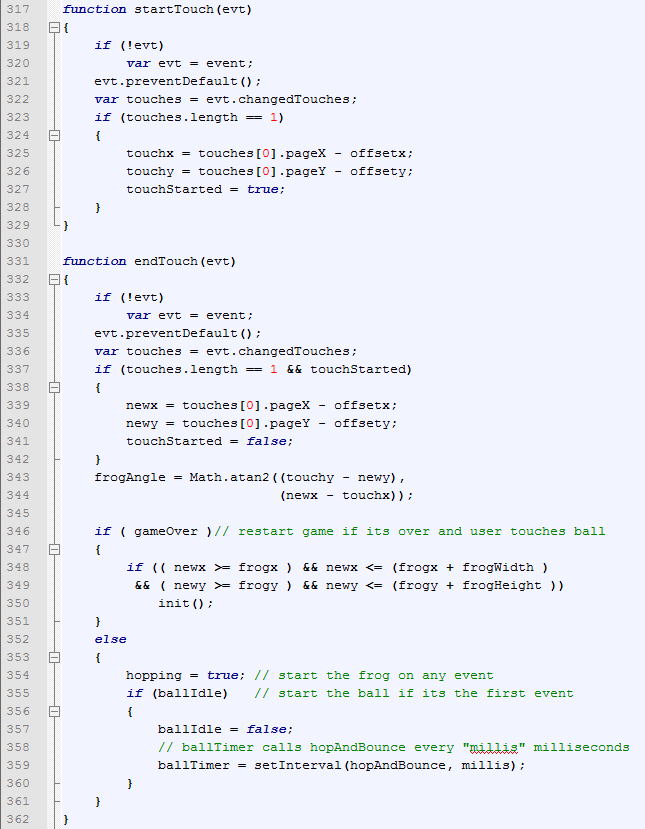 317 function startTouch(evt)
318 {
319 if (!evt)
320 var evt = event;
321 evt.preventDefault();
322 var touches = evt.changedTouches;
323 if (touches.length == 1)
324 {
325 touchx = touches[0].pageX - offsetx;
326 touchy = touches[0].pageY - offsety;
327 touchStarted = true;
328 }
329 }
330
331 function endTouch(evt)
332 {
333 if (!evt)
334 var evt = event;
335 evt.preventDefault();
336 var touches = evt.changedTouches;
337 if (touches.length == 1 && touchStarted)
338 {
339 newx = touches[0].pageX - offsetx;
340 newy = touches[0].pageY - offsety;
341 touchStarted = false;
342 }
343 frogAngle = Math.atan2((touchy - newy),
344 (newx - touchx));
345
346 if ( gameOver )// restart game if its over and user touches ball
347 {
348 if (( newx >= frogx ) && newx <= (frogx + frogWidth )
349 && ( newy >= frogy ) && newy <= (frogy + frogHeight ))
350 init();
351 }
352 else
353 {
354 hopping = true; // start the frog on any event
355 if (ballIdle) // start the ball if its the first event
356 {
357 ballIdle = false;
358 // ballTimer calls hopAndBounce every "millis" milliseconds
359 ballTimer = setInterval(hopAndBounce, millis);
360 }
361 }
362 }